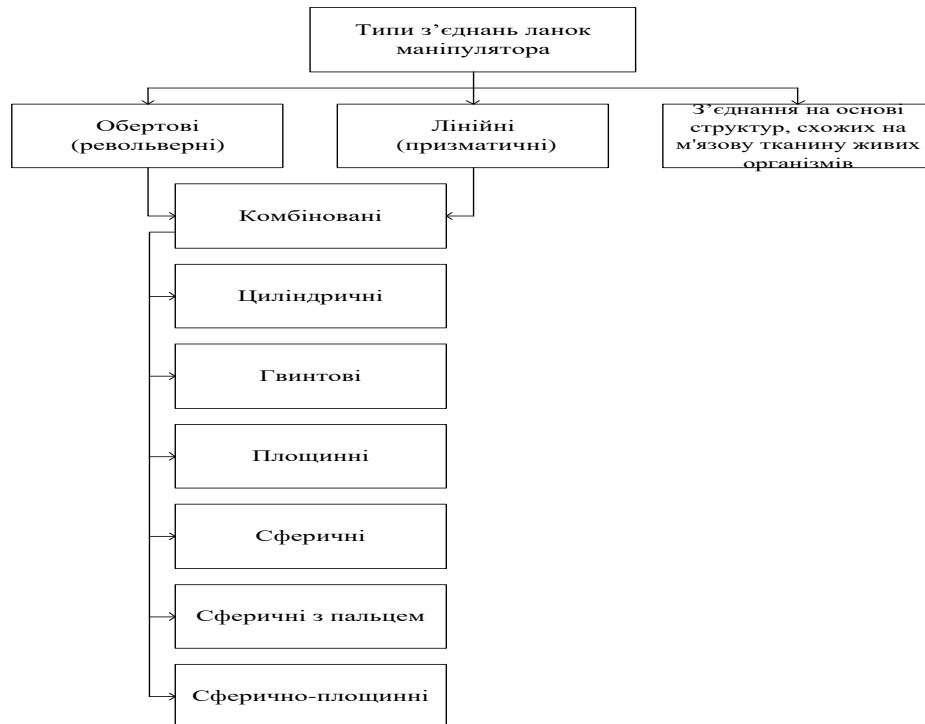 Типи з’єднань ланок
маніпулятора
Обертові
(револьверні)
Лінійні
(призматичні)
З’єднання на основі
структур, схожих на
м'язову тканину живих
організмів
Комбіновані
Циліндричні
Гвинтові
Площинні
Сферичні
Сферичні з пальцем
Сферично-площинні